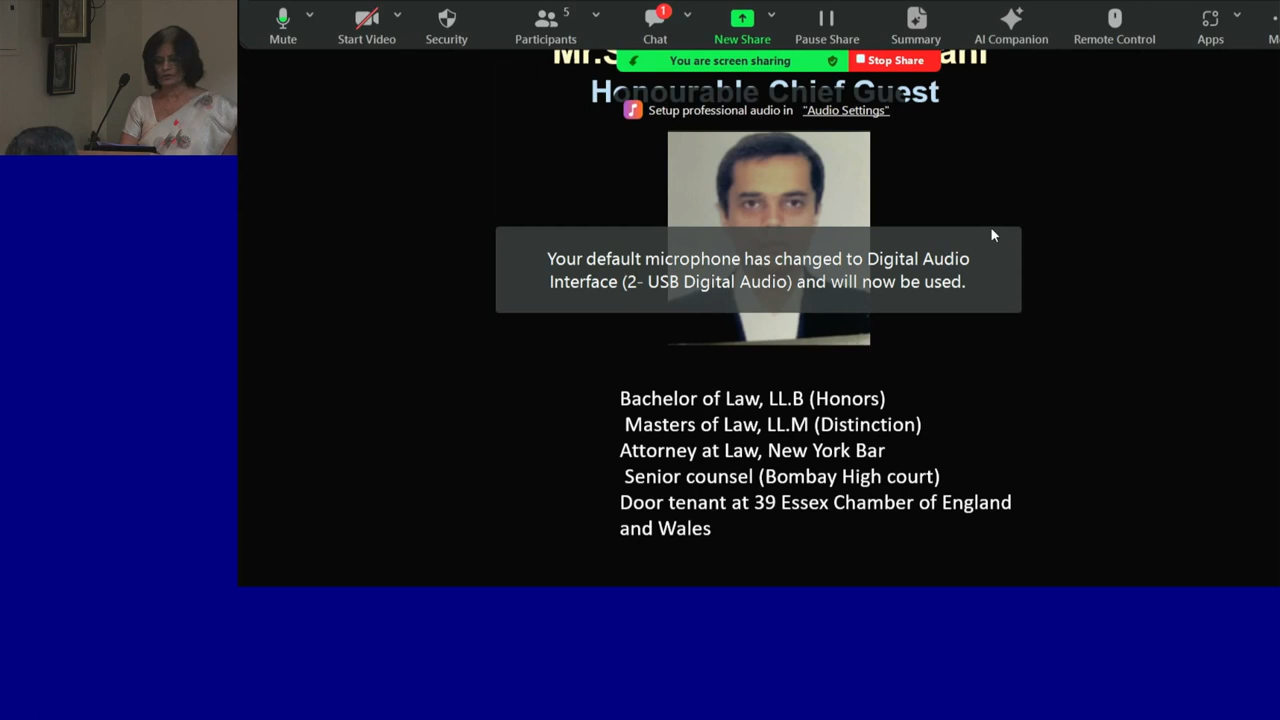 Mute
Start Video
Security
5
Participants
1
Chat
New Share
Pause Share
Summary
AI Companion
Remote Control
Apps
You are screen sharing
Stop Share
Honourable Chief Guest
Setup professional audio in "Audio Settings"
Your default microphone has changed to Digital Audio
Interface (2- USB Digital Audio) and will now be used.
Bachelor of Law, LL.B (Honors)
Masters of Law, LL.M (Distinction)
Attorney at Law, New York Bar
Senior counsel (Bombay High court)
Door tenant at 39 Essex Chamber of England
and Wales